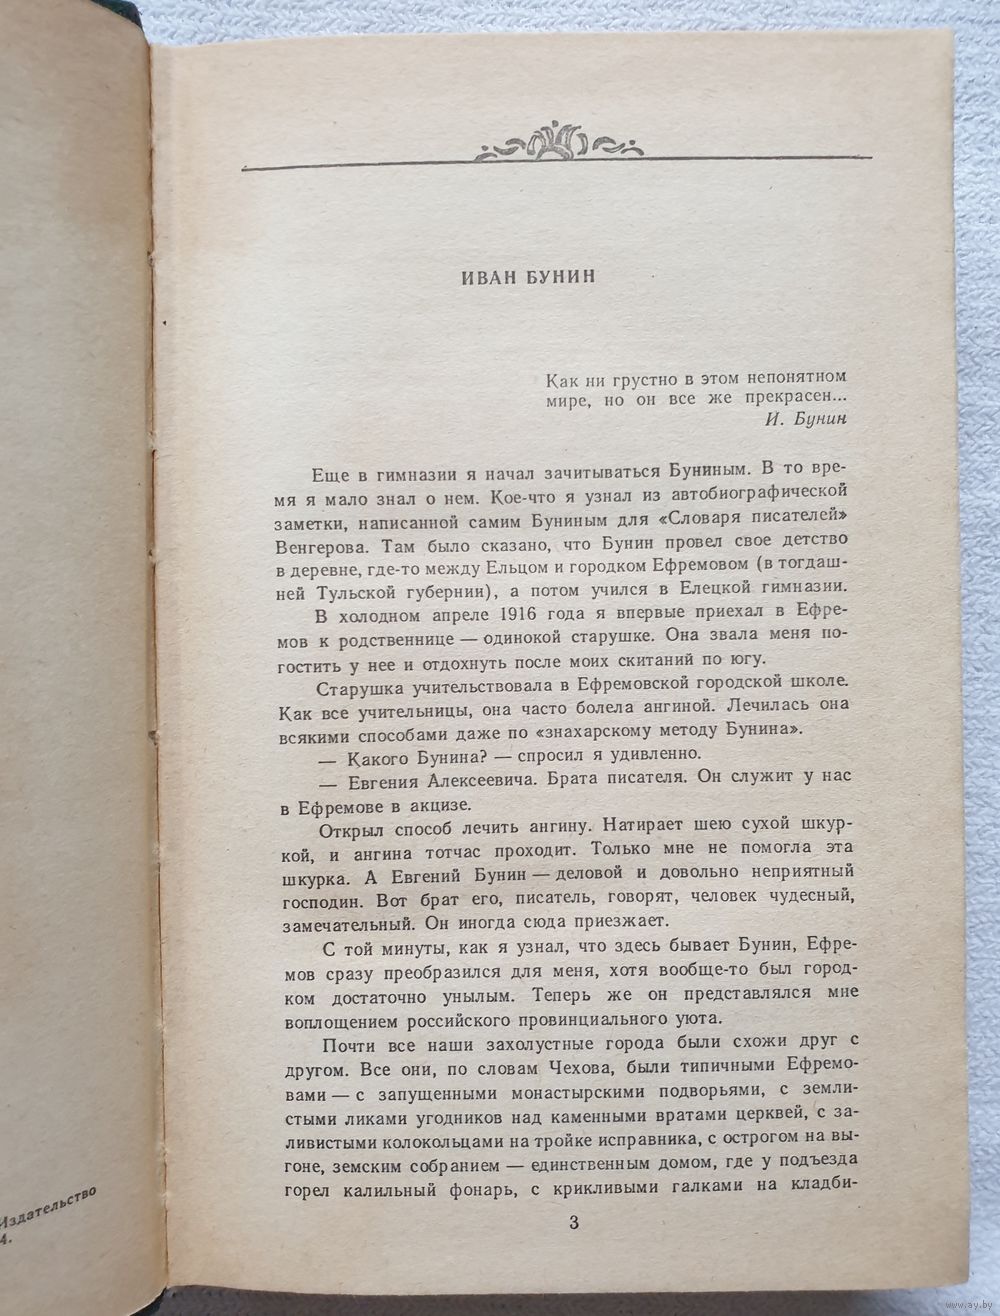 ИВАН БУНИН
Как ни грустно в этом непонятном
мире, но он все же прекрасен...
И. Бунин
Еще в гимназии я начал зачитываться Буниным. В то вре-
мя я мало знал о нем. Кое-что я узнал из автобиографической
заметки, написанной самим Буниным для «Словаря писателей»
Венгерова. Там было сказано, что Бунин провел свое детство
в деревне, где-то между Ельцом и городком Ефремовом (в тогдаш-
ней Тульской губернии), а потом учился в Елецкой гимназии.
В холодном апреле 1916 года я впервые приехал в Ефре-
мов к родственнице — одинокой старушке. Она звала меня по-
гостить у нее и отдохнуть после моих скитаний по югу.
Старушка учительствовала в Ефремовской городской школе.
Как все учительницы, она часто болела ангиной. Лечилась она
всякими способами даже по «знахарскому методу Бунина».
— Какого Бунина? — спросил я удивленно.
— Евгения Алексеевича. Брата писателя. Он служит у нас
в Ефремове в акцизе.
Открыл способ лечить ангину. Натирает шею сухой шкур-
кой, и ангина тотчас проходит. Только мне не помогла эта
шкурка. А Евгений Бунин — деловой и довольно неприятный
господин. Вот брат его, писатель, говорят, человек чудесный,
замечательный. Он иногда сюда приезжает.
С той минуты, как я узнал, что здесь бывает Бунин, Ефре-
мов сразу преобразился для меня, хотя вообще-то был город-
ком достаточно унылым. Теперь же он представлялся мне
воплощением российского провинциального уюта.
Почти все наши захолустные города были схожи друг с
другом. Все они, по словам Чехова, были типичными Ефремо-
вами — с запущенными монастырскими подворьями, с земли-
стыми ликами угодников над каменными вратами церквей, с за-
ливистыми колокольцами на тройке исправника, с острогом на вы-
гоне, земским собранием — единственным домом, где у подъезда
горел калильный фонарь, с крикливыми галками на кладби-
3
Издательство
4.
www.ay.by